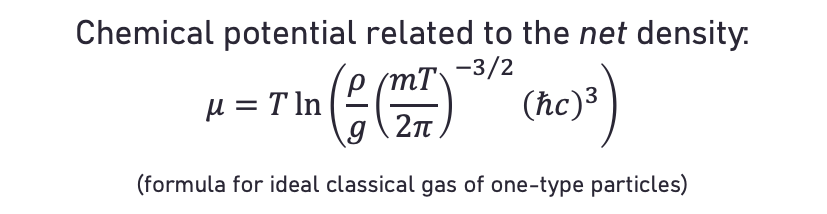 Chemical potential related to the net density:
μ = T ln(ρ/g (mT/2π)^{-3/2} (ħc)^3)
(formula for ideal classical gas of one-type particles)